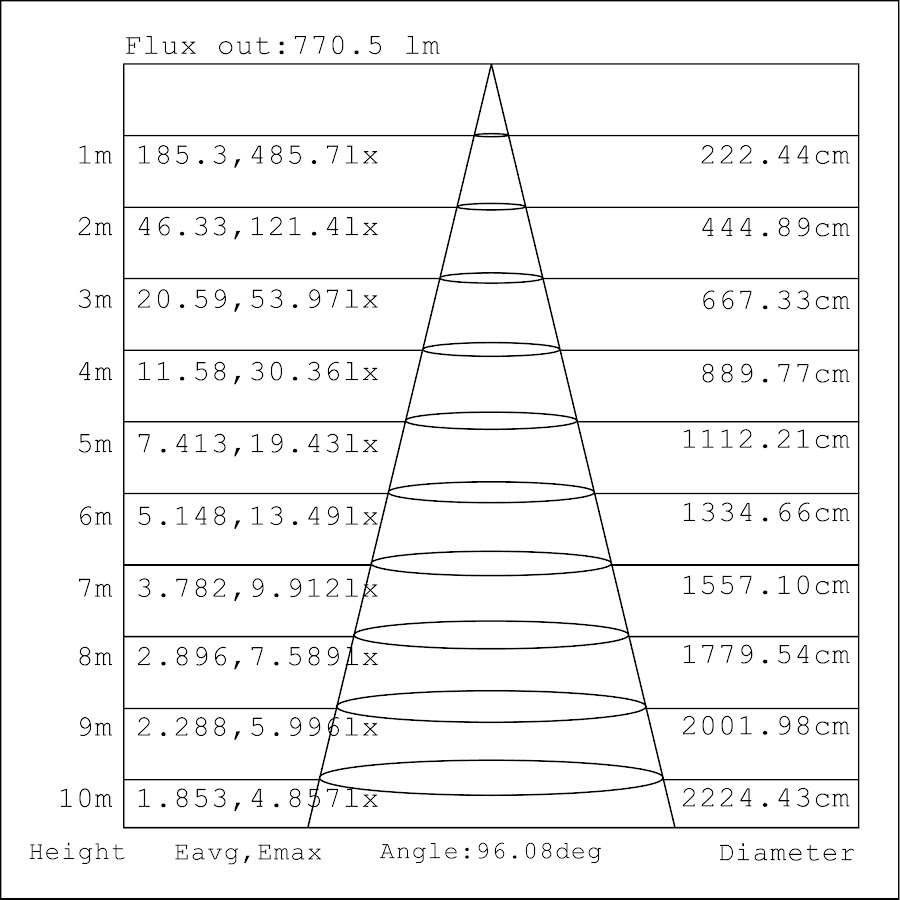 Flux out:770.5 lm
1m 185.3,485.7lx 222.44cm
2m 46.33,121.4lx 444.89cm
3m 20.59,53.97lx 667.33cm
4m 11.58,30.36lx 889.77cm
5m 7.413,19.43lx 1112.21cm
6m 5.148,13.49lx 1334.66cm
7m 3.782,9.912lx 1557.10cm
8m 2.896,7.589lx 1779.54cm
9m 2.288,5.996lx 2001.98cm
10m 1.853,4.857lx 2224.43cm
Height Eavg,Emax Angle:96.08deg Diameter